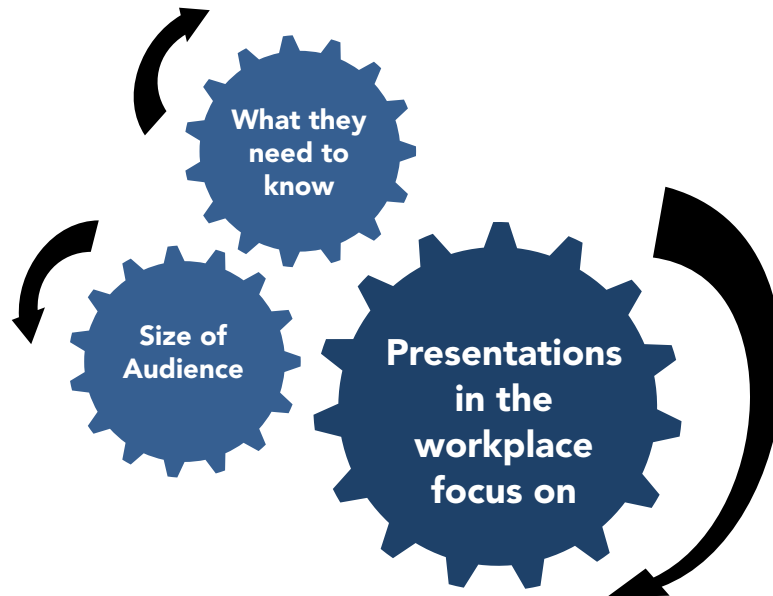 What they
need to
know
Size of
Audience
Presentations
in the
workplace
focus on